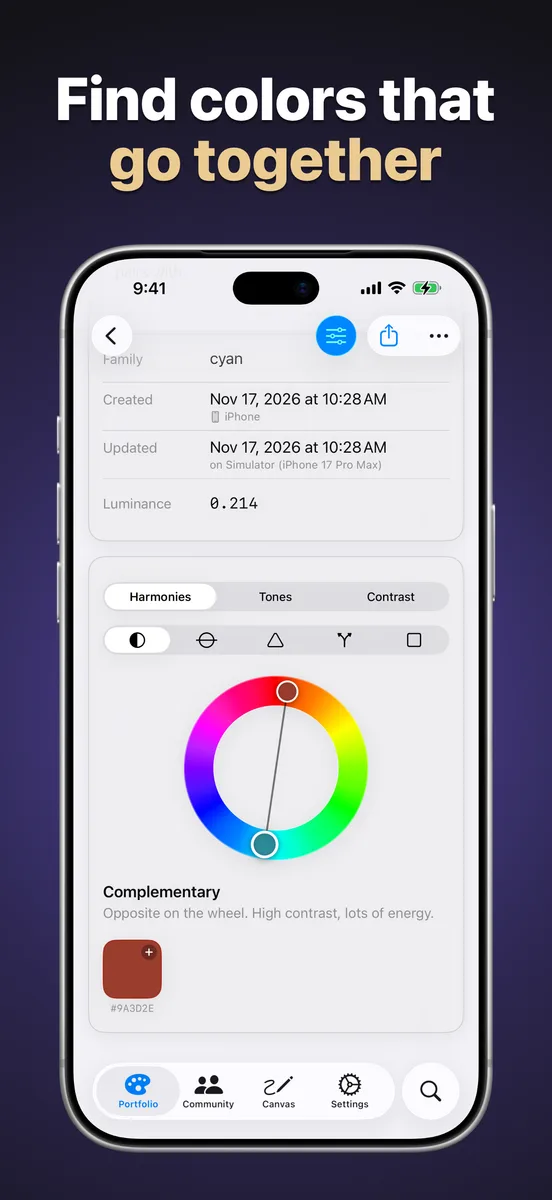 Find colors that
go together
9:41
Family cyan
Created Nov 17, 2026 at 10:28 AM
iPhone
Updated Nov 17, 2026 at 10:28 AM
on Simulator (iPhone 17 Pro Max)
Luminance 0.214
Harmonies Tones Contrast
Complementary
Opposite on the wheel. High contrast, lots of energy.
#9A3D2E
Portfolio Community Canvas Settings